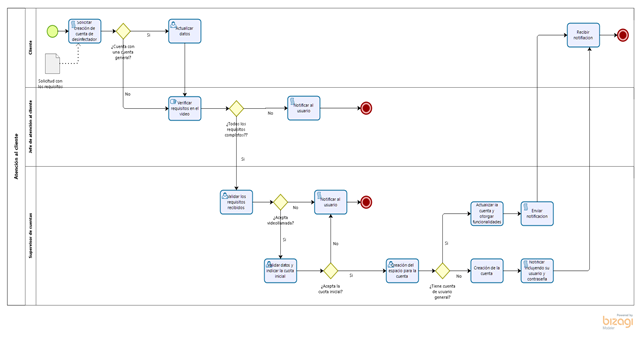 Atención al cliente
Cliente
Jefe de atención al cliente
Supervisor de cuentas
Solicitar
creación de
cuenta de
desinfectador
Solicitud con
los requisitos
¿Cuenta con
una cuenta
general?
Si
No
Actualizar
datos
Recibir
notificacion
Verificar
requisitos en el
video
¿Todos los
requisitos
completos??
No
Si
Notificar al
usuario
Validar los
requisitos
recibidos
¿Acepta
videollamada?
No
Si
Notificar al
usuario
Validar datos y
indicar la cuota
inicial
¿Acepta la
cuota inicial?
No
Si
Creación del
espacio para la
cuenta
¿Tiene cuenta
de usuario
general?
Si
No
Actualizar la
cuenta y
otorgar
funcionalidades
Enviar
notificacion
Creación de la
cuenta
Notificar
incluyendo su
usuario y
contraseña
Powered by
bizagi
Modeler